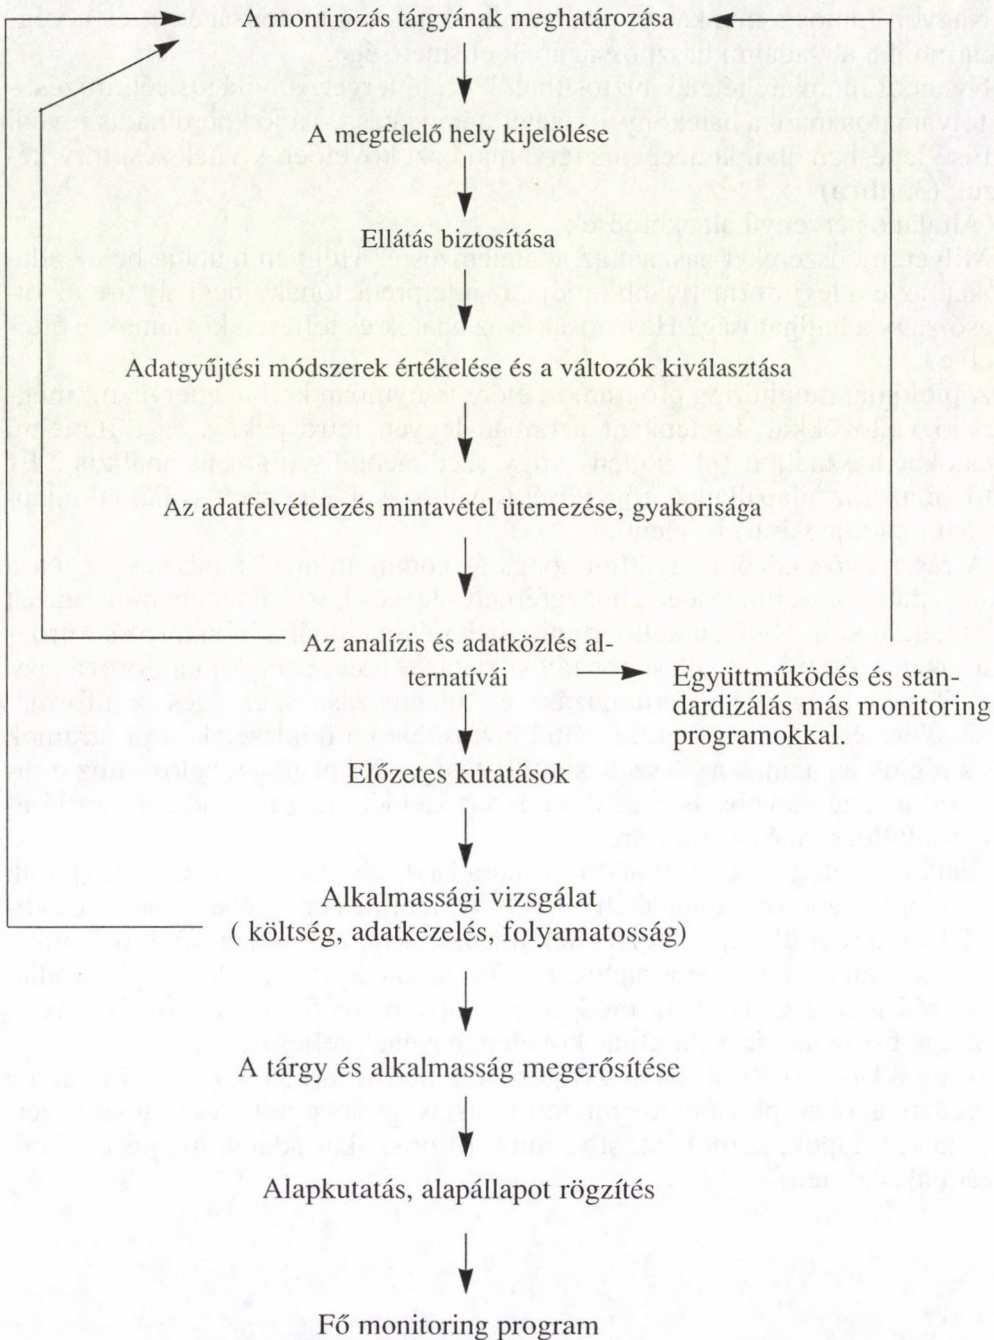 A montirozás tárgyának meghatározása
A megfelelő hely kijelölése
Ellátás biztosítása
Adatgyűjtési módszerek értékelése és a változók kiválasztása
Az adatfelvételezés mintavétel ütemezése, gyakorisága
Az analízis és adatközlés al-
ternatívái
Együttműködés és stan-
dardizálás más monitoring
programokkal.
Előzetes kutatások
Alkalmassági vizsgálat
( költség, adatkezelés, folyamatosság)
A tárgy és alkalmasság megerősítése
Alapkutatás, alapállapot rögzítés
Fő monitoring program